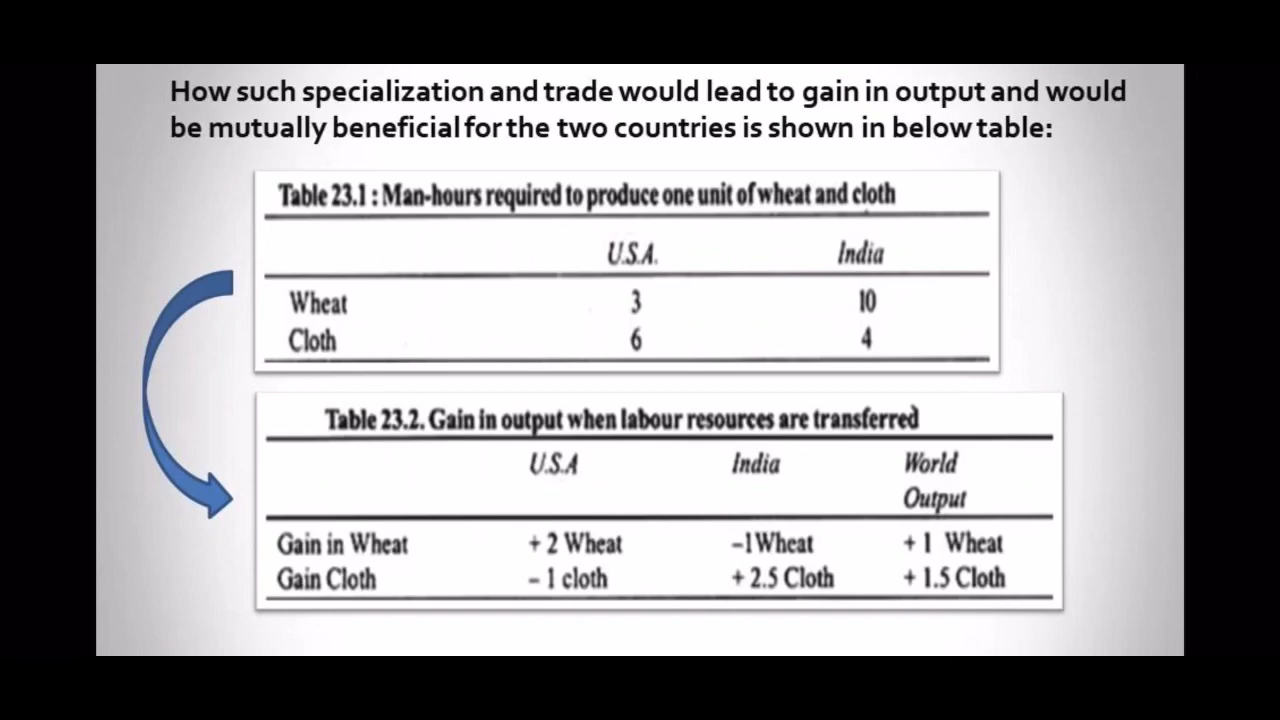 How such specialization and trade would lead to gain in output and would
be mutually beneficial for the two countries is shown in below table:
Table 23.1 : Man-hours required to produce one unit of wheat and cloth
U.S.A. India
Wheat 3 10
Cloth 6 4
Table 23.2. Gain in output when labour resources are transferred
U.S.A India World
Output
Gain in Wheat + 2 Wheat –1 Wheat + 1 Wheat
Gain Cloth – 1 cloth + 2.5 Cloth + 1.5 Cloth